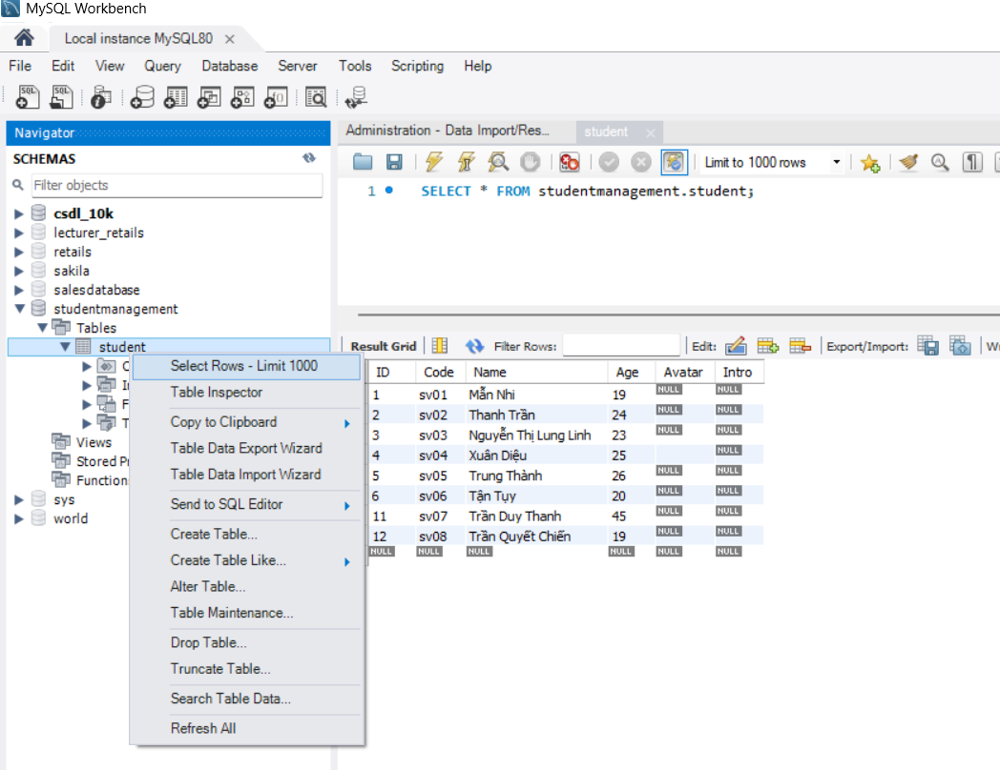 MySQL Workbench
Local instance MySQL80
File Edit View Query Database Server Tools Scripting Help
Navigator
SCHEMAS
Filter objects
csdl_10k
lecturer_retails
retails
sakila
salesdatabase
studentmanagement
Tables
student
Views
Stored Pr
Function
sys
world
Select Rows - Limit 1000
Table Inspector
Copy to Clipboard
Table Data Export Wizard
Table Data Import Wizard
Send to SQL Editor
Create Table...
Create Table Like...
Alter Table...
Table Maintenance...
Drop Table...
Truncate Table...
Search Table Data...
Refresh All
Administration - Data Import/Res... student
Limit to 1000 rows
1 SELECT * FROM studentmanagement.student;
Result Grid Filter Rows: Edit: Export/Import:
ID Code Name Age Avatar Intro
1 sv01 Mẫn Nhi 19 NULL NULL
2 sv02 Thanh Trần 24 NULL NULL
3 sv03 Nguyễn Thị Lung Linh 23 NULL NULL
4 sv04 Xuân Diệu 25 NULL
5 sv05 Trung Thành 26 NULL NULL
6 sv06 Tận Tụy 20 NULL NULL
11 sv07 Trần Duy Thanh 45 NULL NULL
12 sv08 Trần Quyết Chiến 19 NULL NULL
NULL NULL NULL NULL NULL NULL